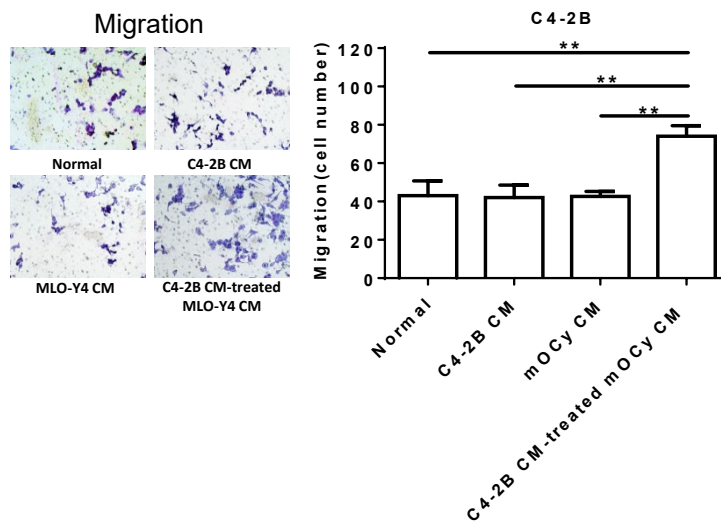 Migration
Normal
C4-2B CM
MLO-Y4 CM
C4-2B CM-treated
MLO-Y4 CM
C4-2B
Migration(cell number)
120
100
80
60
40
20
0
**
**
**
Normal
C4-2B CM
mOCy CM
C4-2B CM-treated mOCy CM